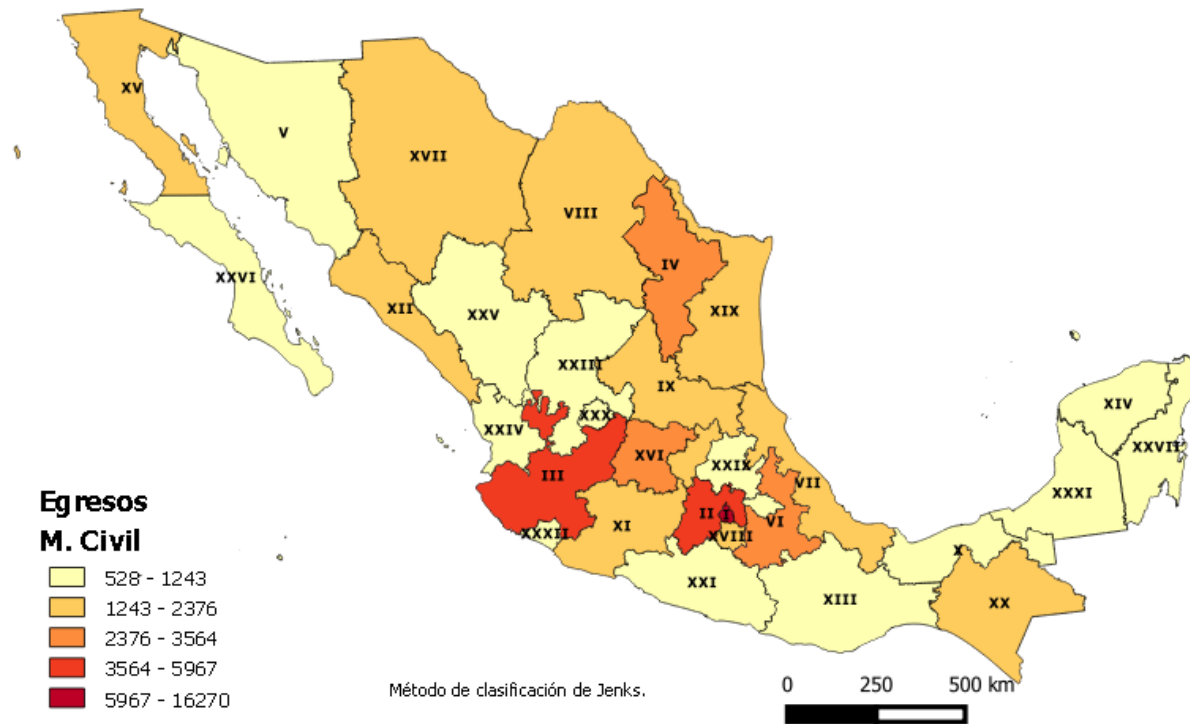 XV
V
XVII
VIII
IV
XXVI
XII
XXV
XIX
XXIII
IX
XXIV
XXX
XIV
XXVII
XVI
XXIX
III
VII
XXXI
II
I
VI
XXXII
XI
XVIII
X
XXI
XIII
XX
Egresos
M. Civil
528 - 1243
1243 - 2376
2376 - 3564
3564 - 5967
5967 - 16270
Método de clasificación de Jenks.
0 250 500 km